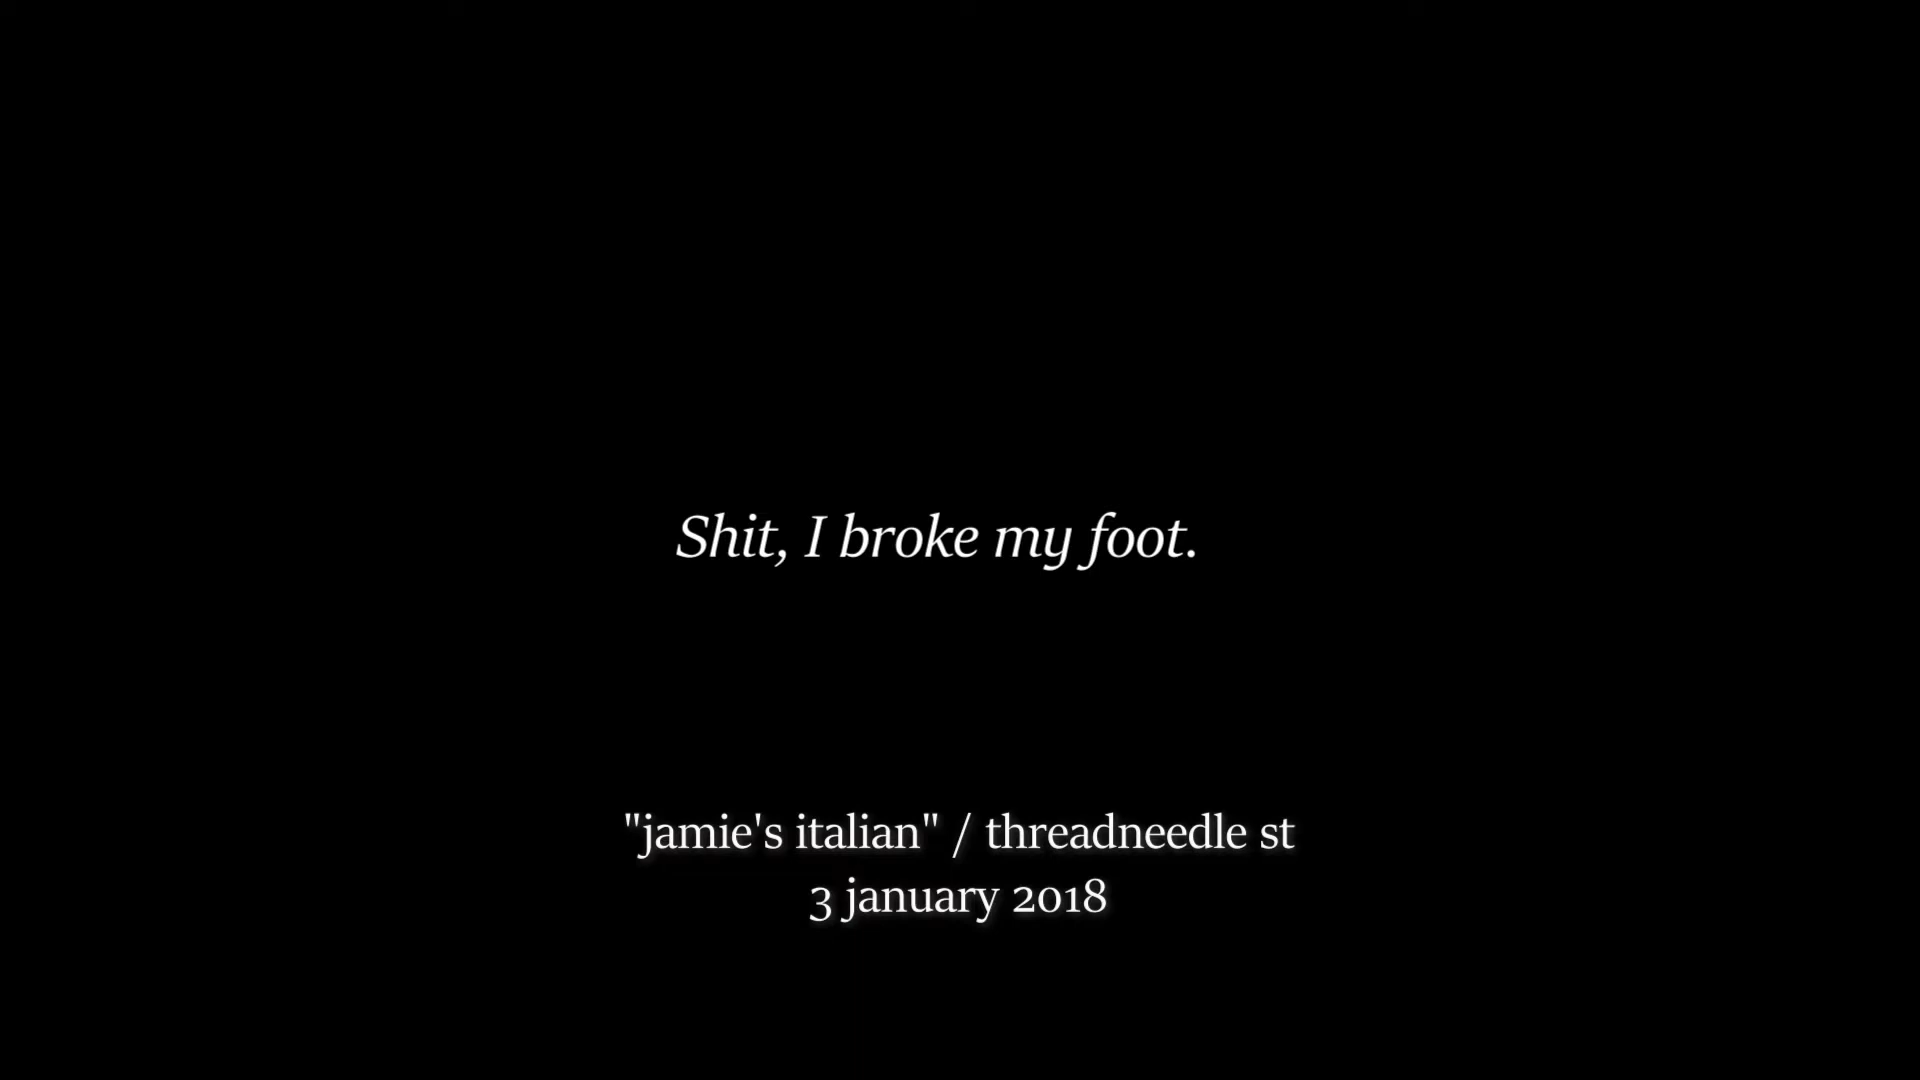 Shit, I broke my foot.
"jamie's italian" / threadneedle st
3 january 2018